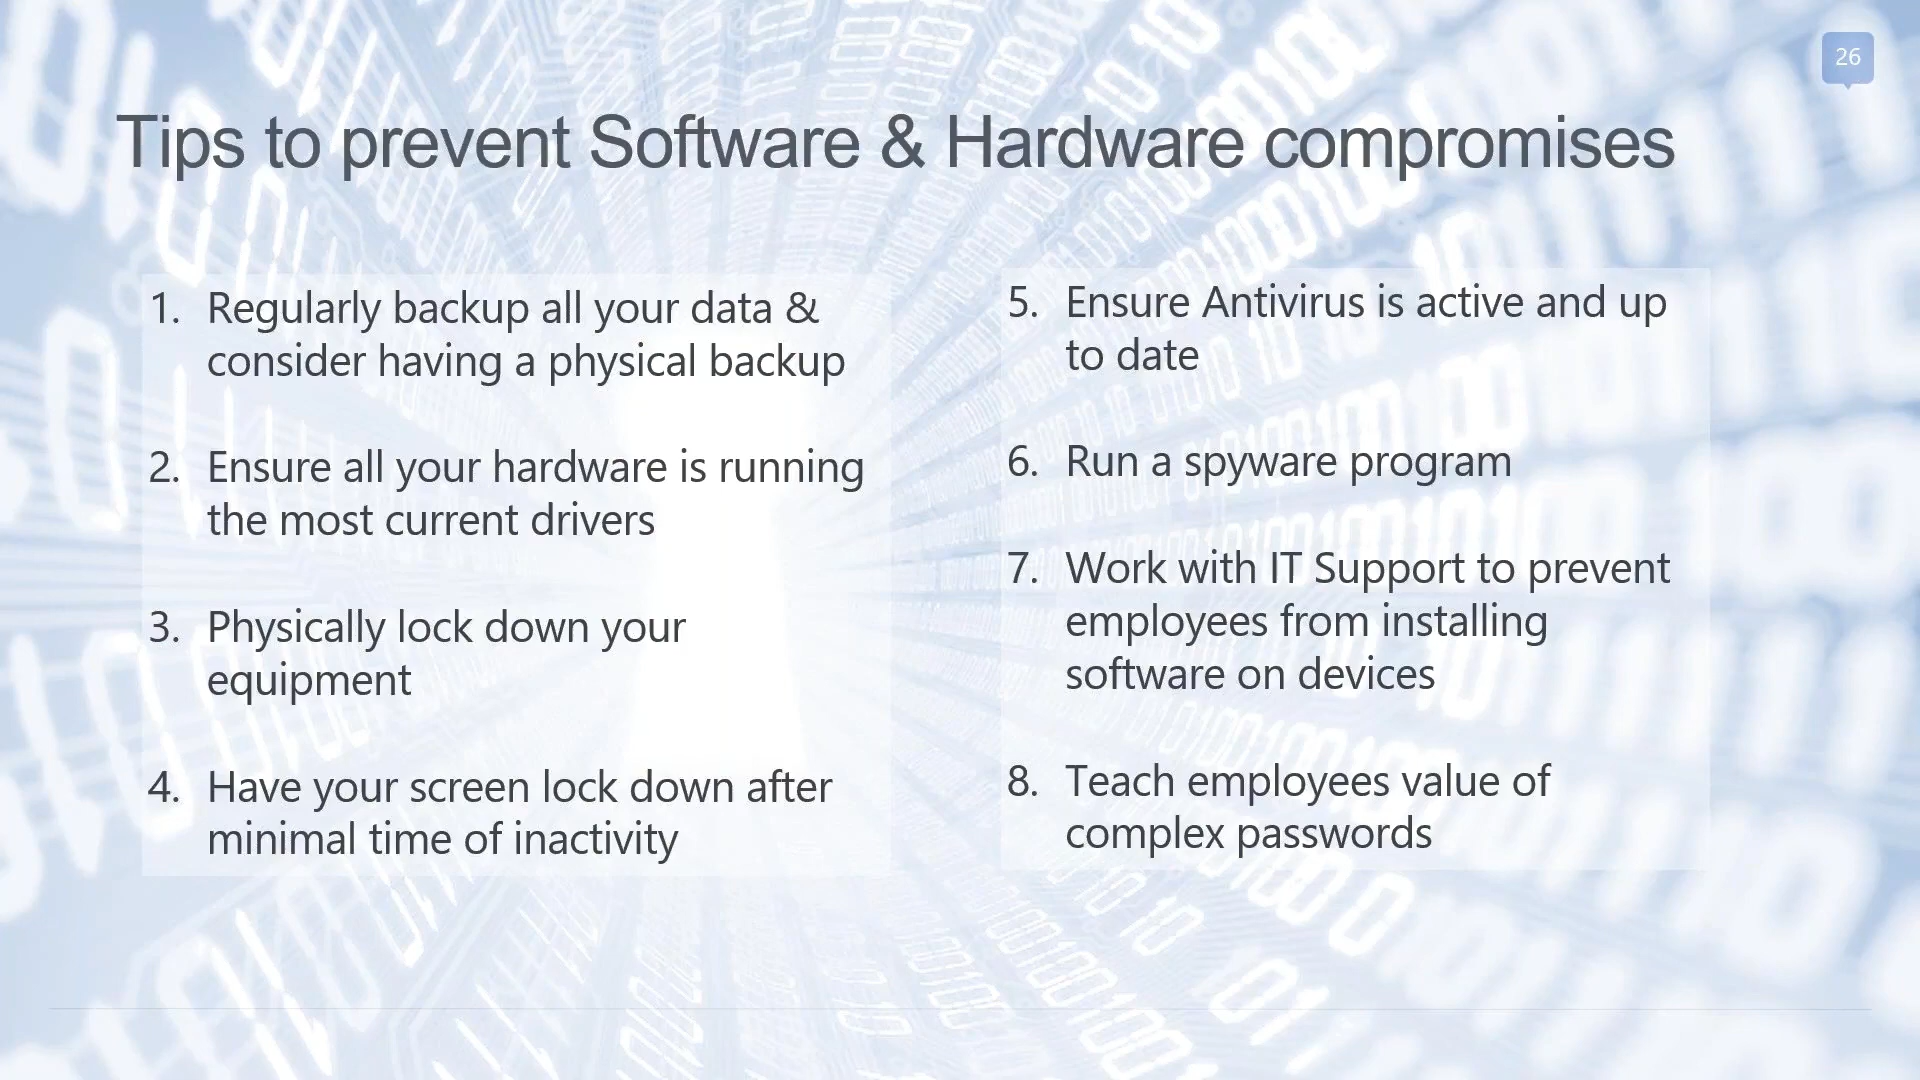 26
Tips to prevent Software & Hardware compromises
1. Regularly backup all your data &
consider having a physical backup
2. Ensure all your hardware is running
the most current drivers
3. Physically lock down your
equipment
4. Have your screen lock down after
minimal time of inactivity
5. Ensure Antivirus is active and up
to date
6. Run a spyware program
7. Work with IT Support to prevent
employees from installing
software on devices
8. Teach employees value of
complex passwords